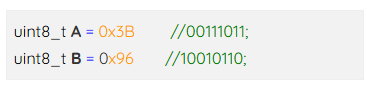 uint8_t A = 0x3B //00111011;
uint8_t B = 0x96 //10010110;